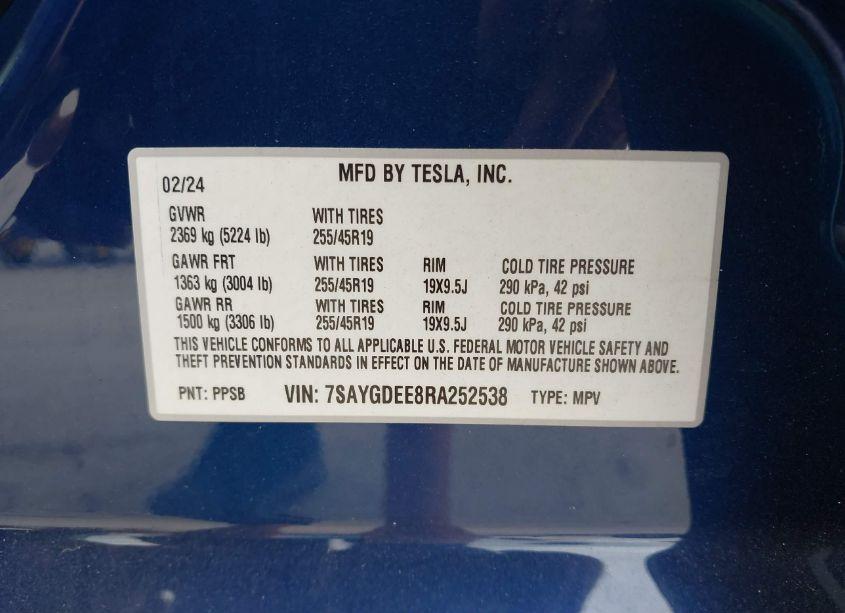 MFD BY TESLA, INC.
02/24
GVWR WITH TIRES
2369 kg (5224 lb) 255/45R19
GAWR FRT WITH TIRES RIM COLD TIRE PRESSURE
1363 kg (3004 lb) 255/45R19 19X9.5J 290 kPa, 42 psi
GAWR RR WITH TIRES RIM COLD TIRE PRESSURE
1500 kg (3306 lb) 255/45R19 19X9.5J 290 kPa, 42 psi
THIS VEHICLE CONFORMS TO ALL APPLICABLE U.S. FEDERAL MOTOR VEHICLE SAFETY AND
THEFT PREVENTION STANDARDS IN EFFECT ON THE DATE OF MANUFACTURE SHOWN ABOVE.
PNT: PPSB VIN: 7SAYGDEE8RA252538 TYPE: MPV